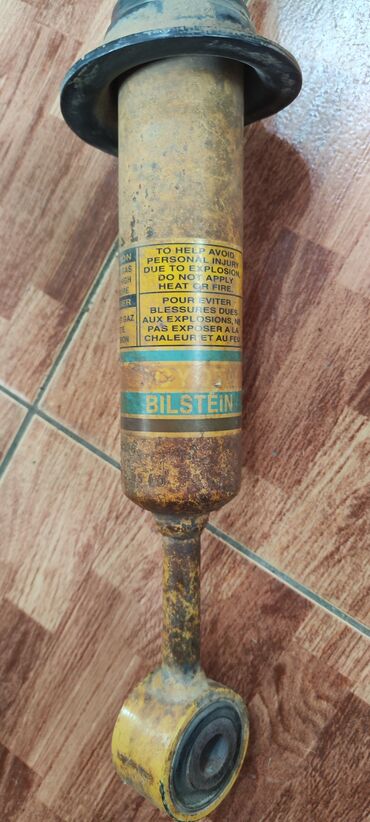 TO HELP AVOID
PERSONAL INJURY
DUE TO EXPLOSION,
DO NOT APPLY
HEAT OR FIRE.
POUR EVITER
BLESSURES DUES
AUX EXPLOSIONS, NE
PAS EXPOSER A LA
CHALEUR ET AU FEU
BILSTEIN